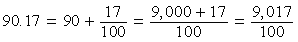 90.17 = 90 + 17/100 = 9,000 + 17/100 = 9,017/100